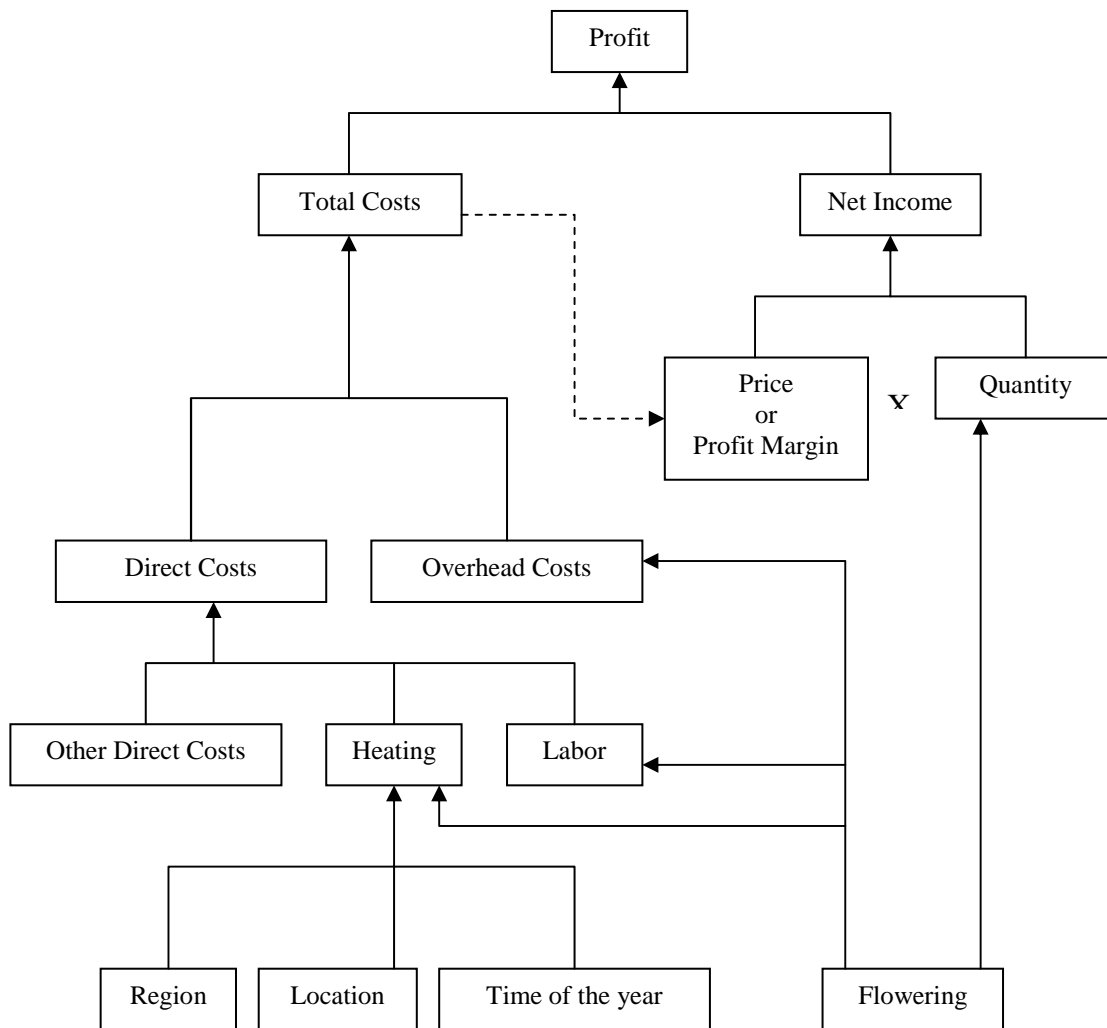 Profit
Total Costs
Net Income
Price
or
Profit Margin
x
Quantity
Direct Costs
Overhead Costs
Other Direct Costs
Heating
Labor
Region
Location
Time of the year
Flowering